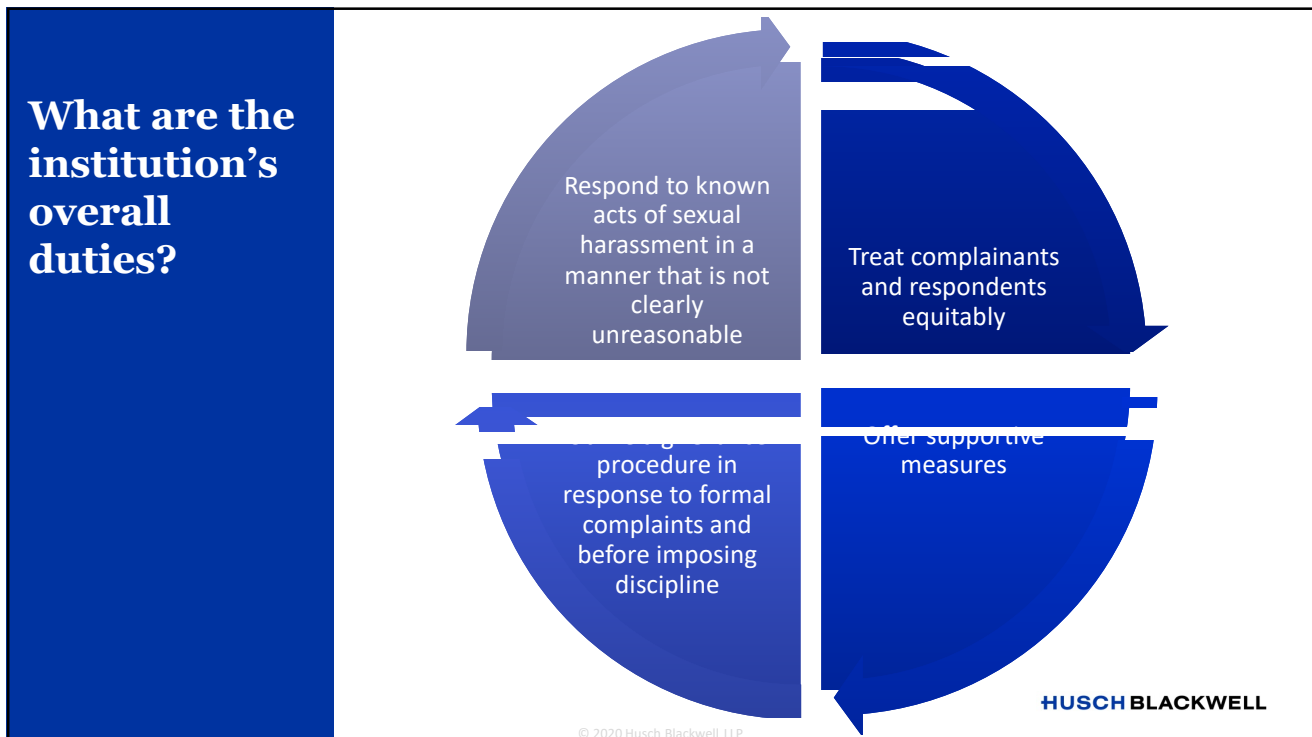 What are the
institution’s
overall
duties?
Respond to known
acts of sexual
harassment in a
manner that is not
clearly
unreasonable
Treat complainants
and respondents
equitably
Offer supportive
measures
procedure in
response to formal
complaints and
before imposing
discipline
HUSCH BLACKWELL
© 2020 Husch Blackwell LLP